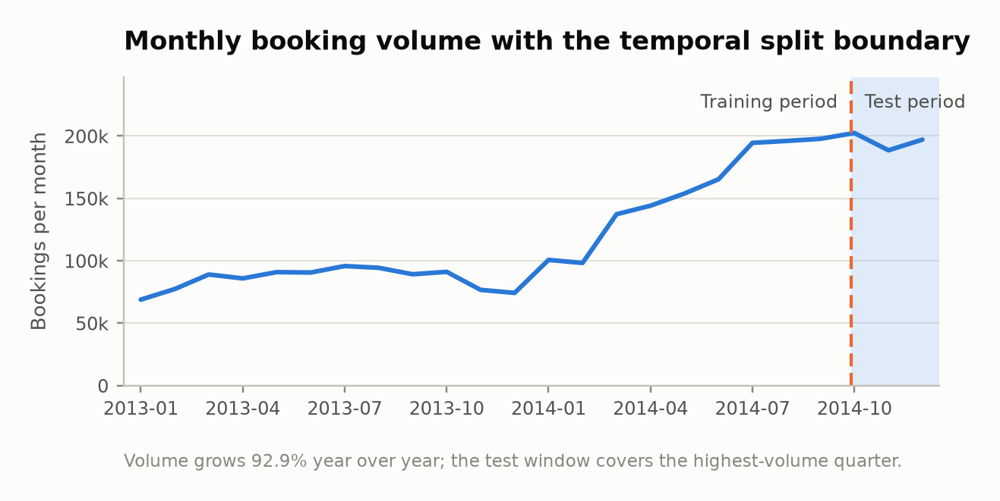 Monthly booking volume with the temporal split boundary
Training period
Test period
Bookings per month
200k
150k
100k
50k
0
2013-01
2013-04
2013-07
2013-10
2014-01
2014-04
2014-07
2014-10
Volume grows 92.9% year over year; the test window covers the highest-volume quarter.